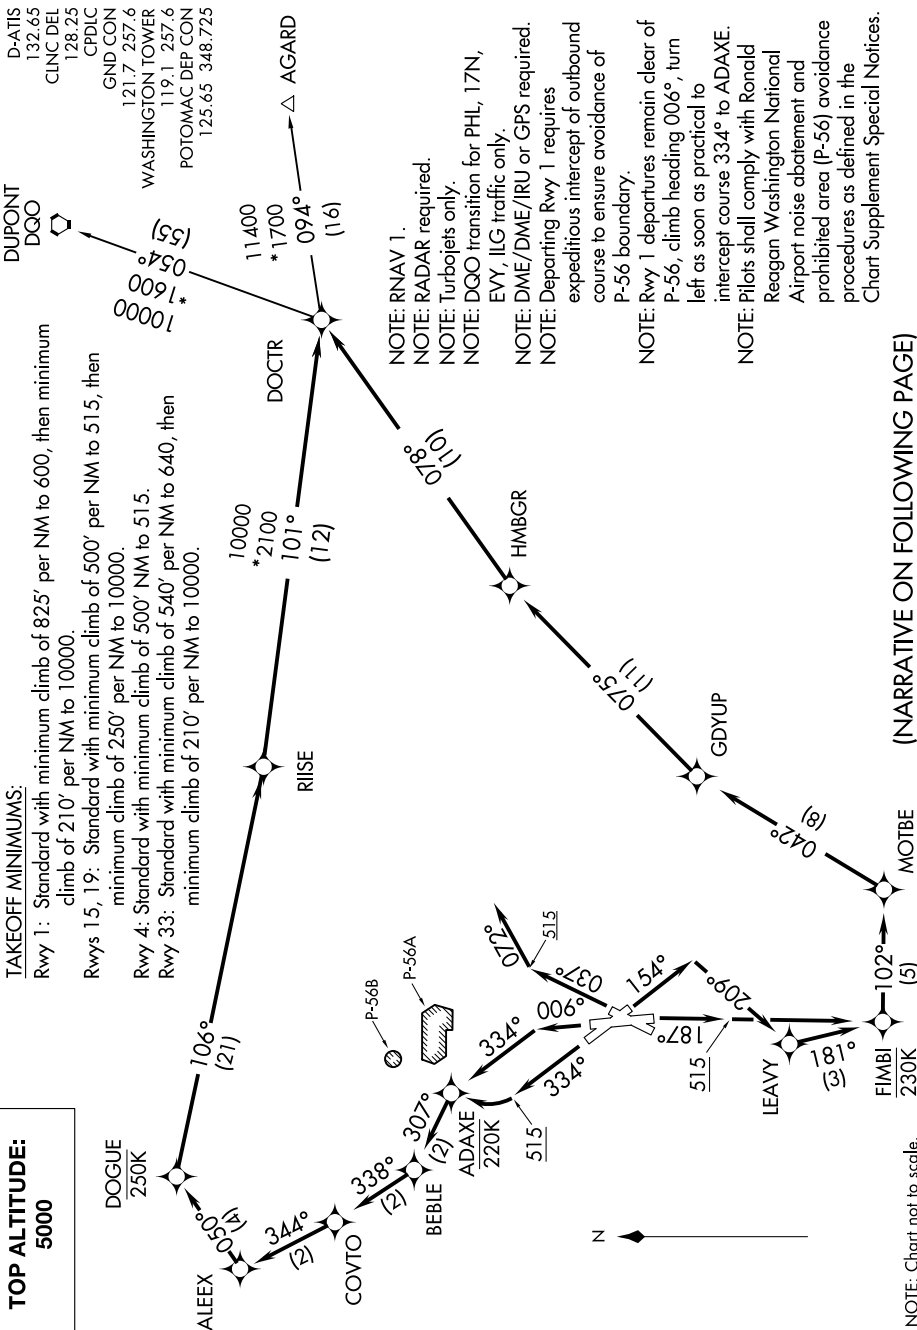 TOP ALTITUDE:
5000
TAKEOFF MINIMUMS:
Rwy 1: Standard with minimum climb of 825' per NM to 600, then minimum
climb of 210' per NM to 10000.
Rwys 15, 19: Standard with minimum climb of 500' per NM to 515, then
minimum climb of 250' per NM to 10000.
Rwy 4: Standard with minimum climb of 500' NM to 515.
Rwy 33: Standard with minimum climb of 540' per NM to 640, then
minimum climb of 210' per NM to 10000.
D-ATIS
132.65
CLNC DEL
128.25
CPDLC
GND CON
121.7 257.6
WASHINGTON TOWER
119.1 257.6
POTOMAC DEP CON
125.65 348.725
DUPONT
DQO
10000
*1600
054°
(55)
11400
*1700
094°
(16)
AGARD
DOCTR
10000
*2100
101°
(12)
RIISE
106°
(21)
DOGUE
250K
050°
(4)
ALEEX
344°
(2)
COVTO
338°
(2)
BEBLE
307°
(2)
ADAXE
220K
P-56B
P-56A
334°
006°
334°
515
037°
072°
515
154°
209°
187°
515
LEAVY
181°
(3)
FIMBI
230K
102°
(5)
MOTBE
042°
(8)
GDYUP
075°
(11)
HMBGR
078°
(10)
N
NOTE: RNAV 1.
NOTE: RADAR required.
NOTE: Turbojets only.
NOTE: DQO transition for PHL, 17N,
EVY, ILG traffic only.
NOTE: DME/DME/IRU or GPS required.
NOTE: Departing Rwy 1 requires
expeditious intercept of outbound
course to ensure avoidance of
P-56 boundary.
NOTE: Rwy 1 departures remain clear of
P-56, climb heading 006°, turn
left as soon as practical to
intercept course 334° to ADAXE.
NOTE: Pilots shall comply with Ronald
Reagan Washington National
Airport noise abatement and
prohibited area (P-56) avoidance
procedures as defined in the
Chart Supplement Special Notices.
(NARRATIVE ON FOLLOWING PAGE)
NOTE: Chart not to scale.